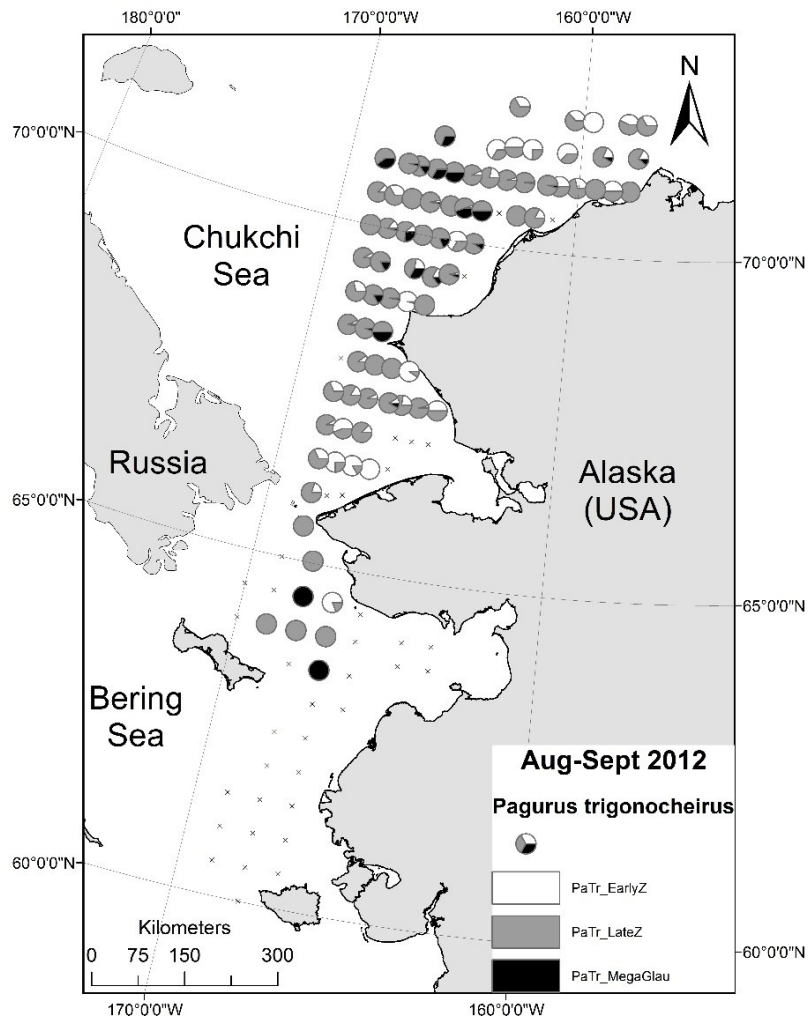 180°0'0"
170°0'0"W
160°0'0"W
N
70°0'0"N
Chukchi
Sea
70°0'0"N
Russia
Alaska
(USA)
65°0'0"N
65°0'0"N
Bering
Sea
Aug-Sept 2012
Pagurus trigonocheirus
60°0'0"N
PaTr_EarlyZ
Kilometers
PaTr_LateZ
0 75 150 300
60°0'0"N
PaTr_MegaGlau
170°0'0"W
160°0'0"W